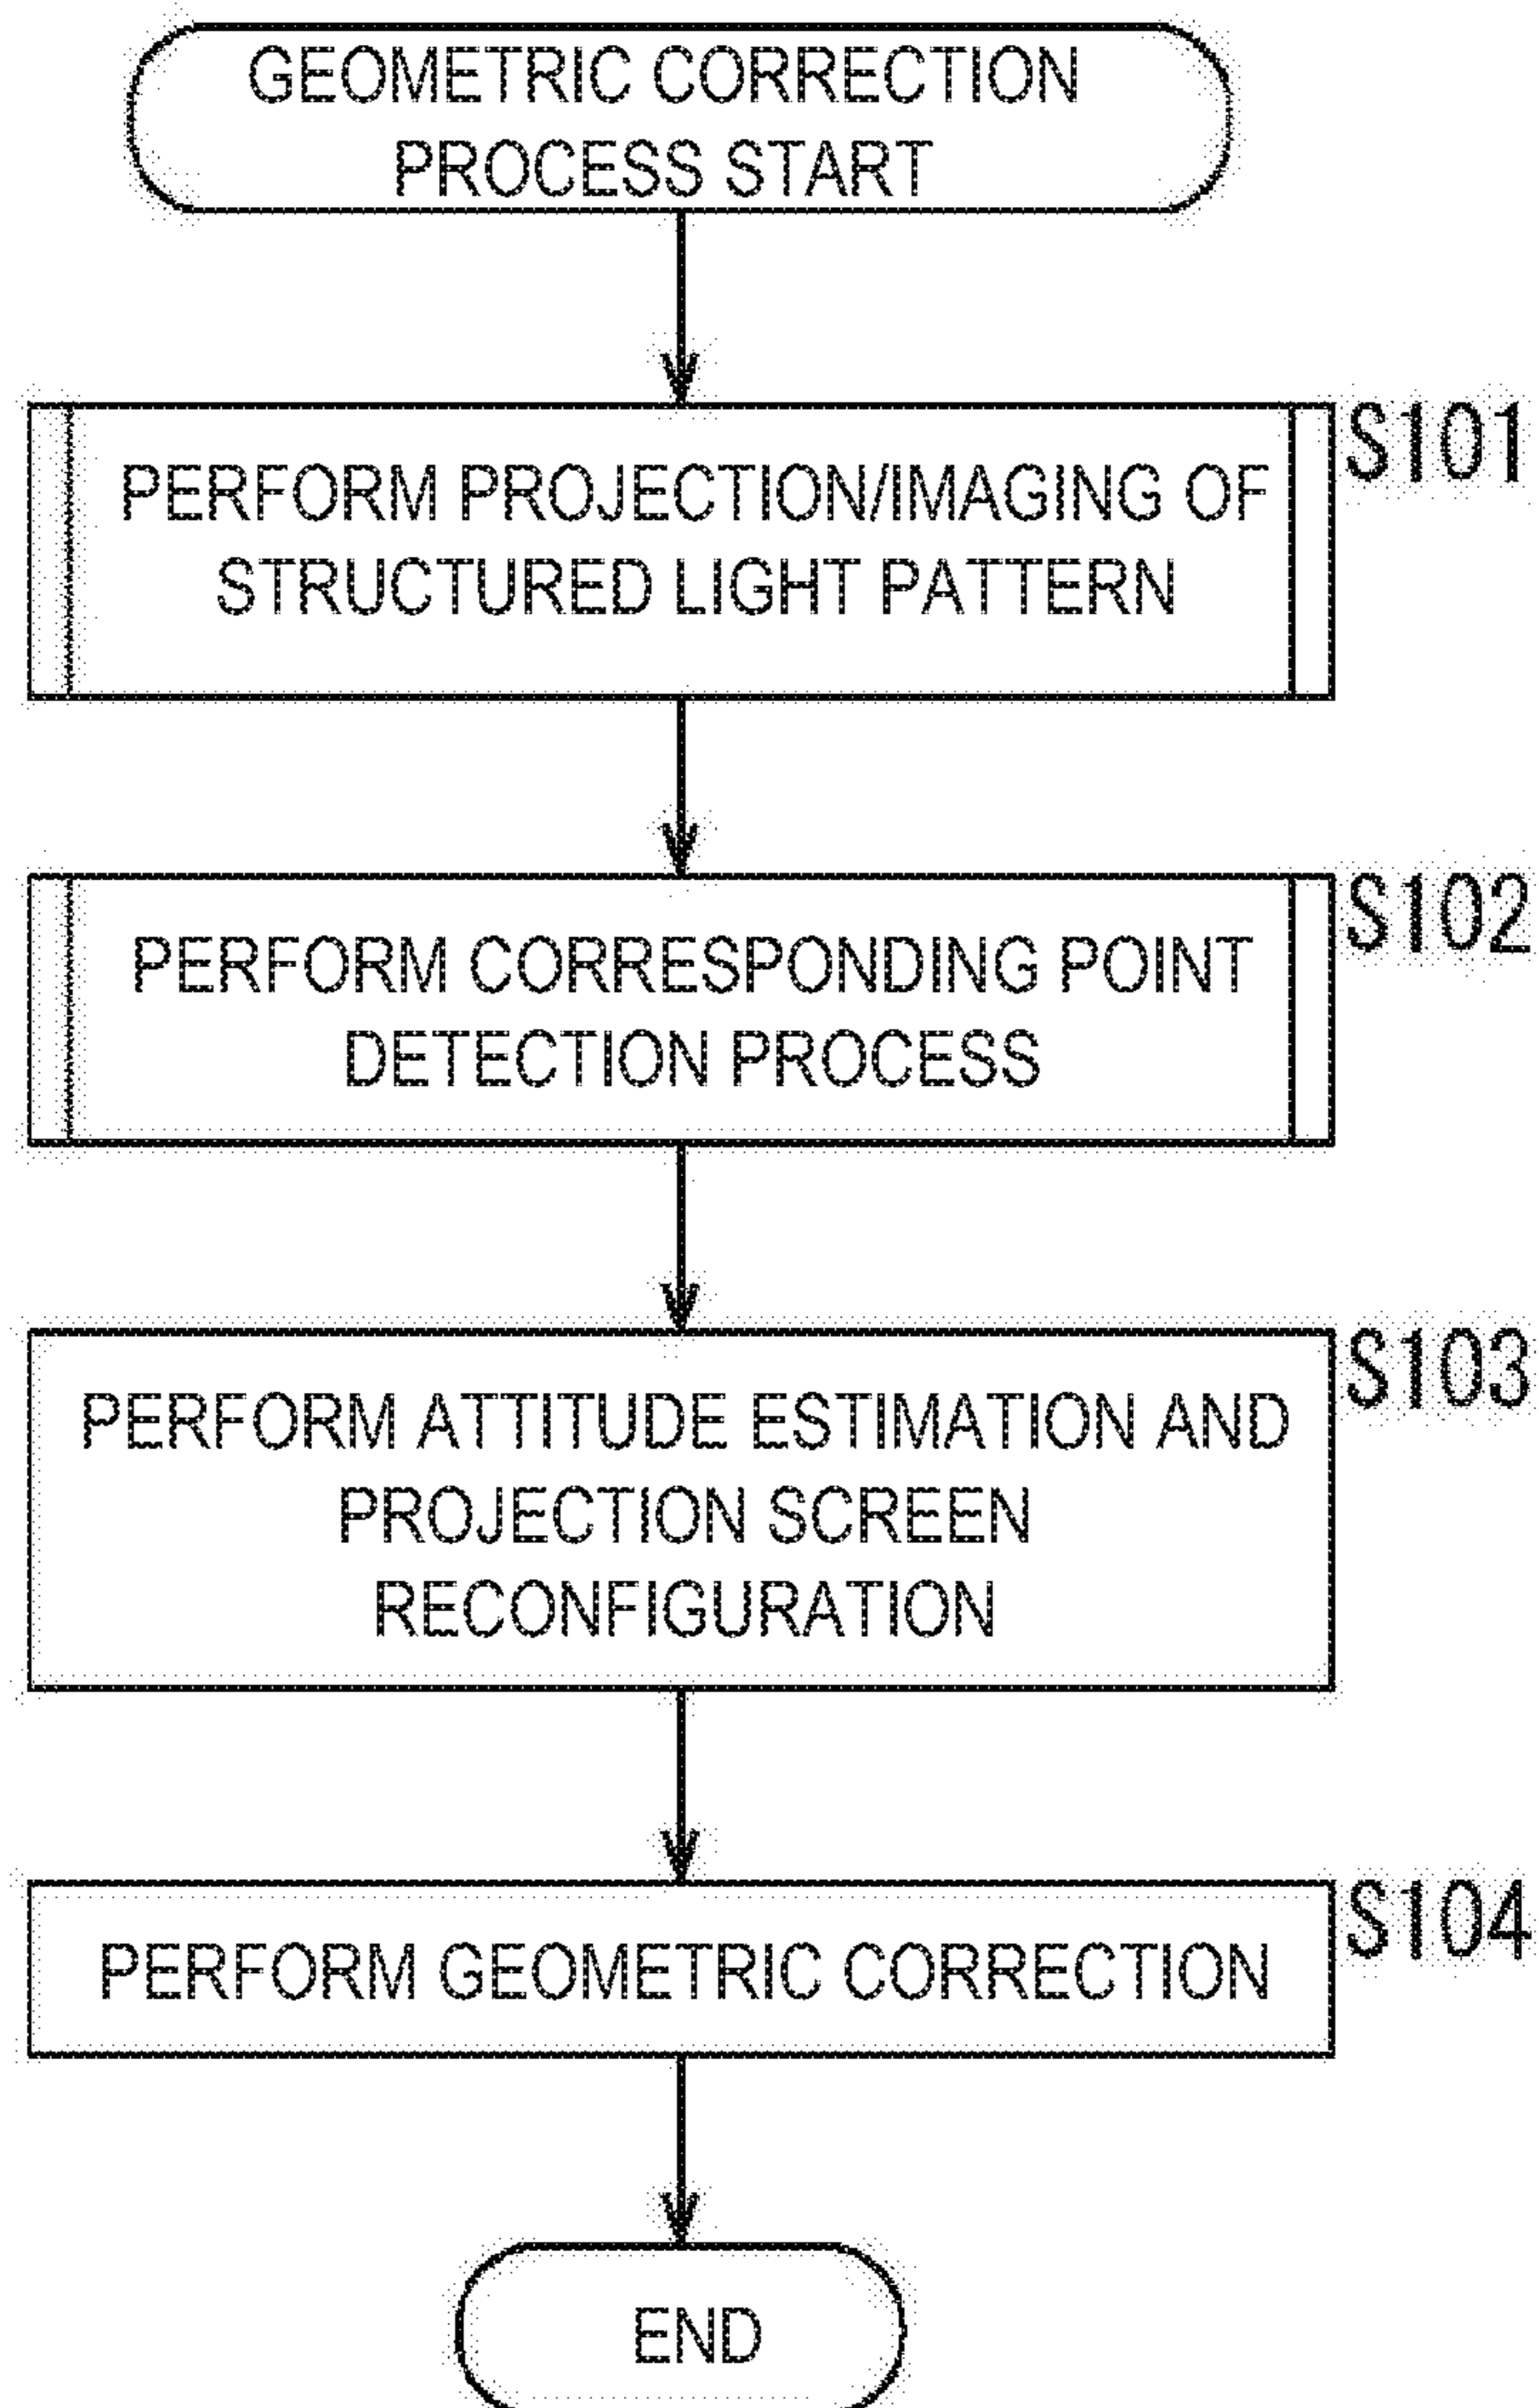 GEOMETRIC CORRECTION
PROCESS START
S101
PERFORM PROJECTION/IMAGING OF
STRUCTURED LIGHT PATTERN
S102
PERFORM CORRESPONDING POINT
DETECTION PROCESS
S103
PERFORM ATTITUDE ESTIMATION AND
PROJECTION SCREEN
RECONFIGURATION
S104
PERFORM GEOMETRIC CORRECTION
END